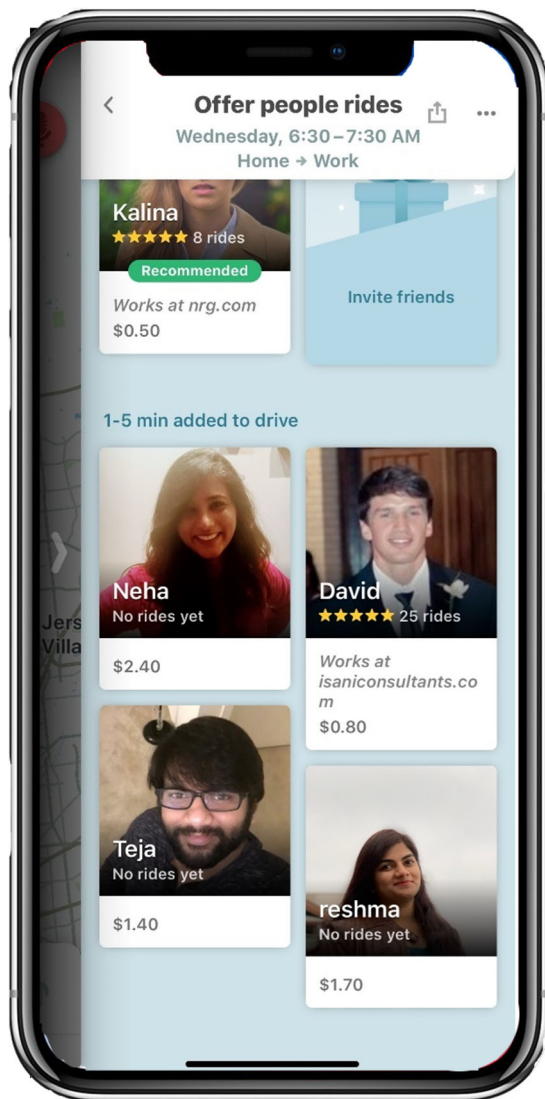 Offer people rides
Wednesday, 6:30–7:30 AM
Home → Work
Kalina
8 rides
Recommended
Works at nrg.com
$0.50
Invite friends
1-5 min added to drive
Neha
No rides yet
$2.40
David
25 rides
Works at
isaniconsultants.co
m
$0.80
Teja
No rides yet
$1.40
reshma
No rides yet
$1.70
Jers
Villa